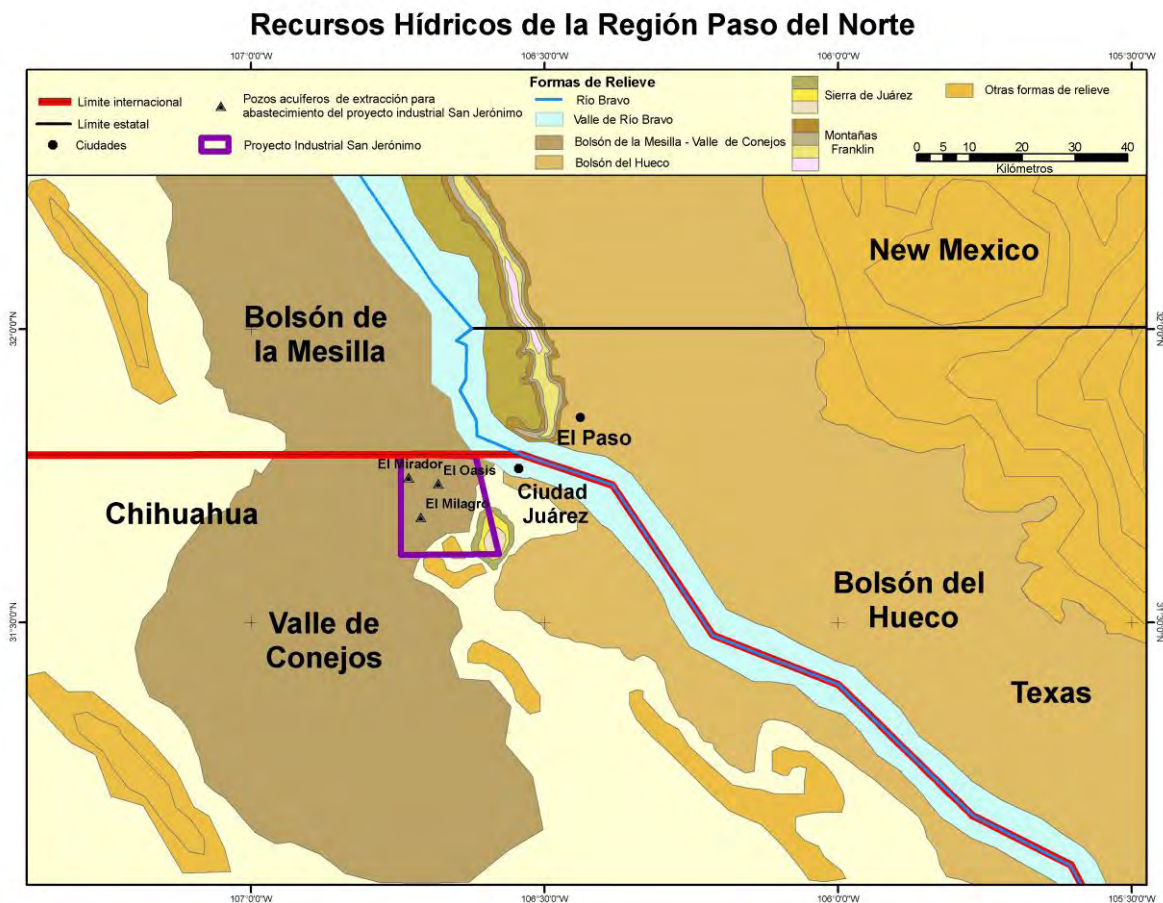 Recursos Hídricos de la Región Paso del Norte
107°0'0"W
106°30'0"W
106°0'0"W
105°30'0"W
Límite internacional
Límite estatal
Ciudades
Pozos acuíferos de extracción para
abastecimiento del proyecto industrial San Jerónimo
Proyecto Industrial San Jerónimo
Formas de Relieve
Río Bravo
Valle de Río Bravo
Bolsón de la Mesilla - Valle de Conejos
Bolsón del Hueco
Sierra de Juárez
Montañas
Franklin
Otras formas de relieve
0 5 10 20 30 40
Kilómetros
New Mexico
Bolsón de
la Mesilla
32°0'0"N
32°0'0"N
El Paso
El Mirador
El Oasis
El Milagro
Ciudad
Juárez
Chihuahua
Bolsón del
Hueco
Valle de
Conejos
31°30'0"N
31°30'0"N
Texas
107°0'0"W
106°30'0"W
106°0'0"W
105°30'0"W